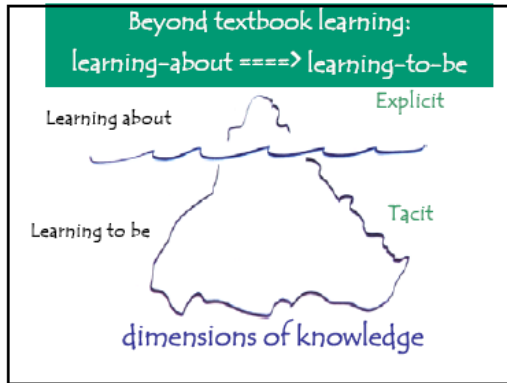 Beyond textbook learning:
learning-about ====> learning-to-be
Learning about
Explicit
Learning to be
Tacit
dimensions of knowledge